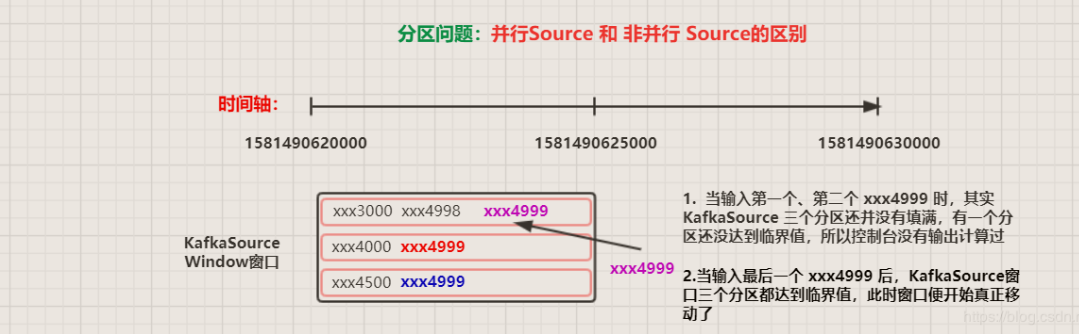 分区问题：并行Source 和 非并行 Source的区别
时间轴：
1581490620000 1581490625000 1581490630000
xxx3000 xxx4998 xxx4999
KafkaSource
Window窗口
xxx4000 xxx4999
xxx4500 xxx4999
xxx4999
1. 当输入第一个、第二个 xxx4999 时，其实
KafkaSource 三个分区还并没有填满，有一个分
区还没达到临界值，所以控制台没有输出计算过
2.当输入最后一个 xxx4999 后，KafkaSource窗
口三个分区都达到临界值，此时窗口便开始真正移
动了